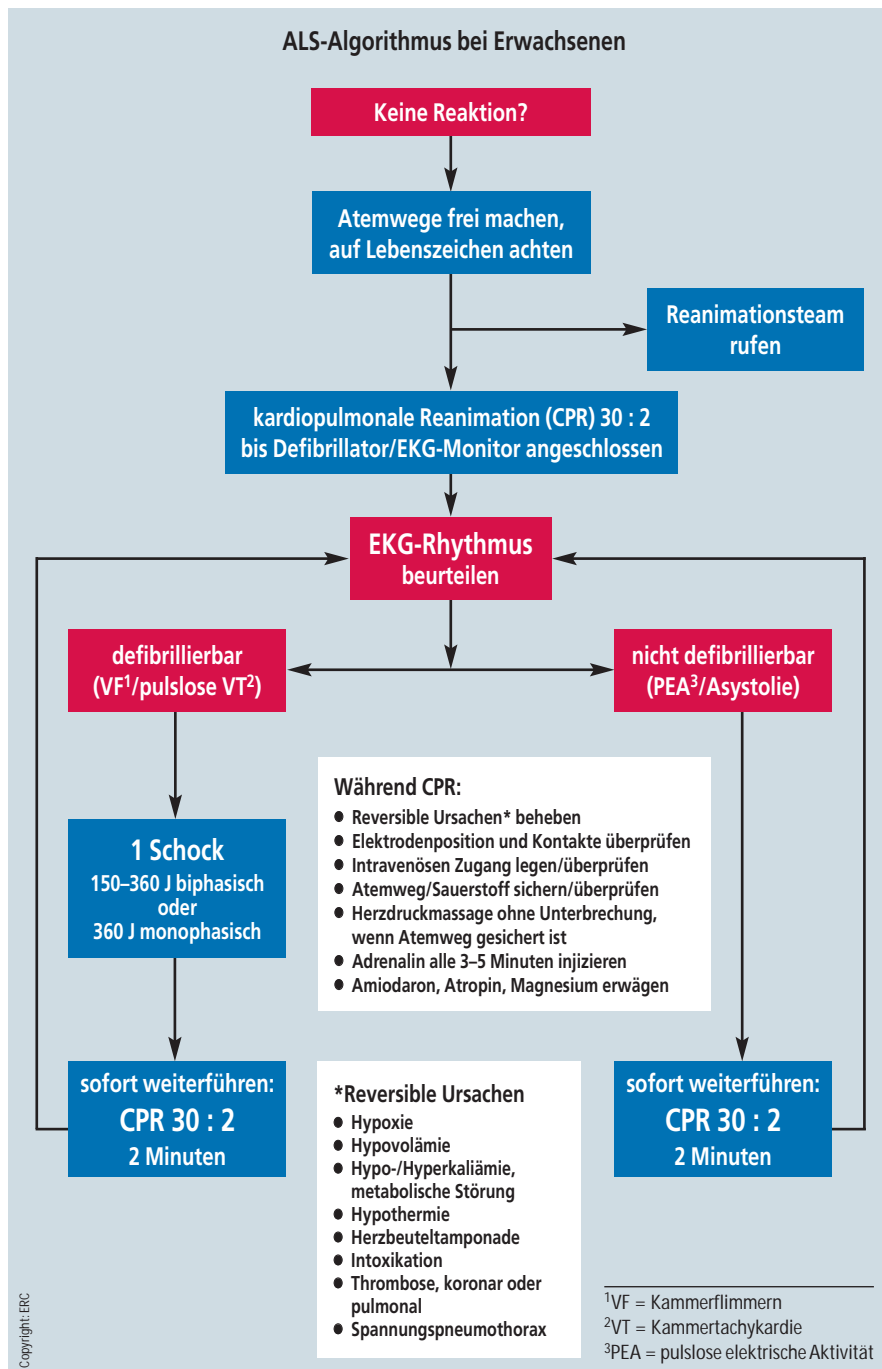 ALS-Algorithmus bei Erwachsenen
Keine Reaktion?
Atemwege frei machen,
auf Lebenszeichen achten
Reanimationsteam
rufen
kardiopulmonale Reanimation (CPR) 30 : 2
bis Defibrillator/EKG-Monitor angeschlossen
EKG-Rhythmus
beurteilen
defibrillierbar
(VF¹/pulslose VT²)
nicht defibrillierbar
(PEA³/Asystolie)
1 Schock
150–360 J biphasisch
oder
360 J monophasisch
Während CPR:
● Reversible Ursachen* beheben
● Elektrodenposition und Kontakte überprüfen
● Intravenösen Zugang legen/überprüfen
● Atemweg/Sauerstoff sichern/überprüfen
● Herzdruckmassage ohne Unterbrechung,
wenn Atemweg gesichert ist
● Adrenalin alle 3–5 Minuten injizieren
● Amiodaron, Atropin, Magnesium erwägen
sofort weiterführen:
CPR 30 : 2
2 Minuten
*Reversible Ursachen
● Hypoxie
● Hypovolämie
● Hypo-/Hyperkaliämie,
metabolische Störung
● Hypothermie
● Herzbeuteltamponade
● Intoxikation
● Thrombose, koronar oder
pulmonal
● Spannungspneumothorax
sofort weiterführen:
CPR 30 : 2
2 Minuten
¹VF = Kammerflimmern
²VT = Kammertachykardie
³PEA = pulslose elektrische Aktivität
Copyright: ERC